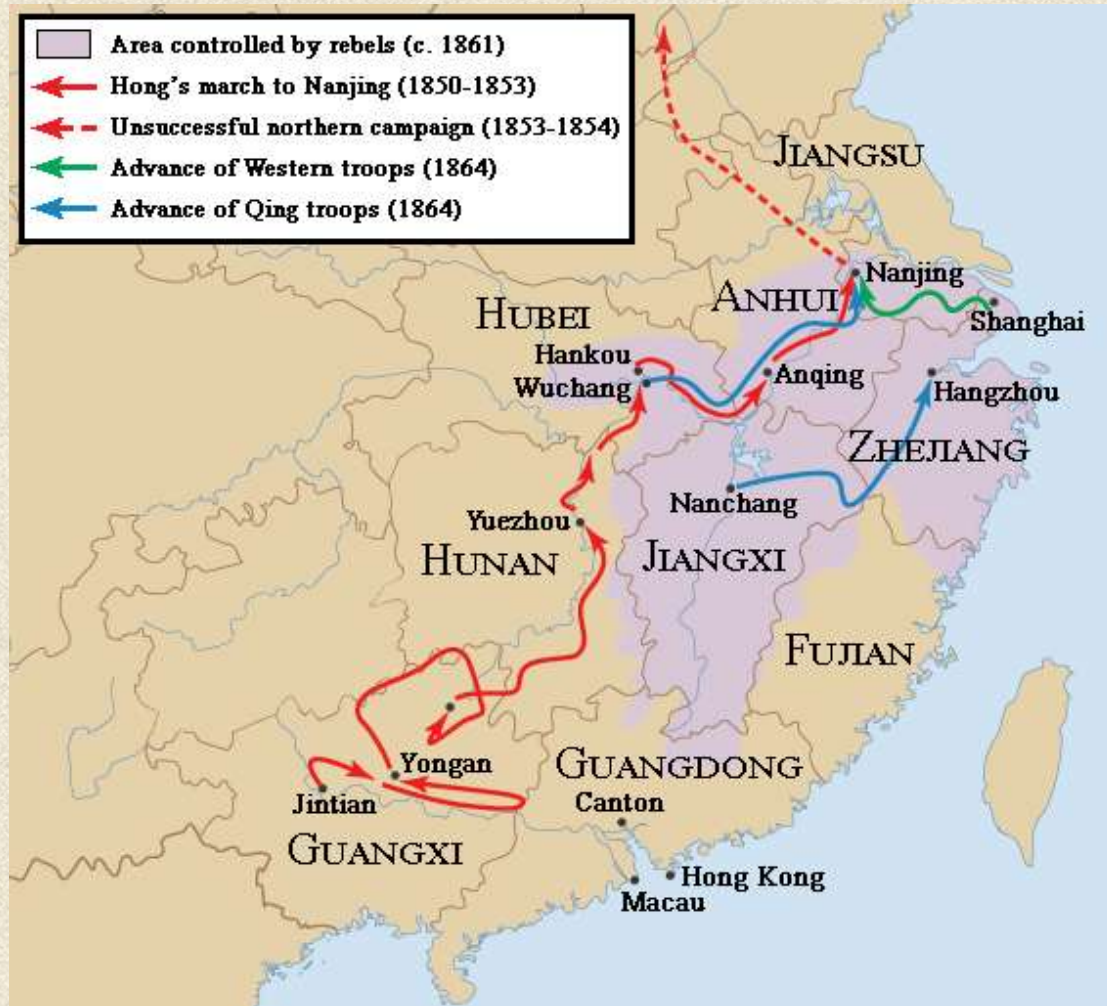 Area controlled by rebels (c. 1861)
Hong's march to Nanjing (1850-1853)
Unsuccessful northern campaign (1853-1854)
Advance of Western troops (1864)
Advance of Qing troops (1864)
JIANGSU
Nanjing
ANHUI
Shanghai
HUBEI
Hankou
Wuchang
Anqing
Hangzhou
ZHEJIANG
Nanchang
Yuezhou
HUNAN
JIANGXI
FUJIAN
Yongan
GUANGDONG
Jintian
Canton
GUANGXI
Hong Kong
Macau